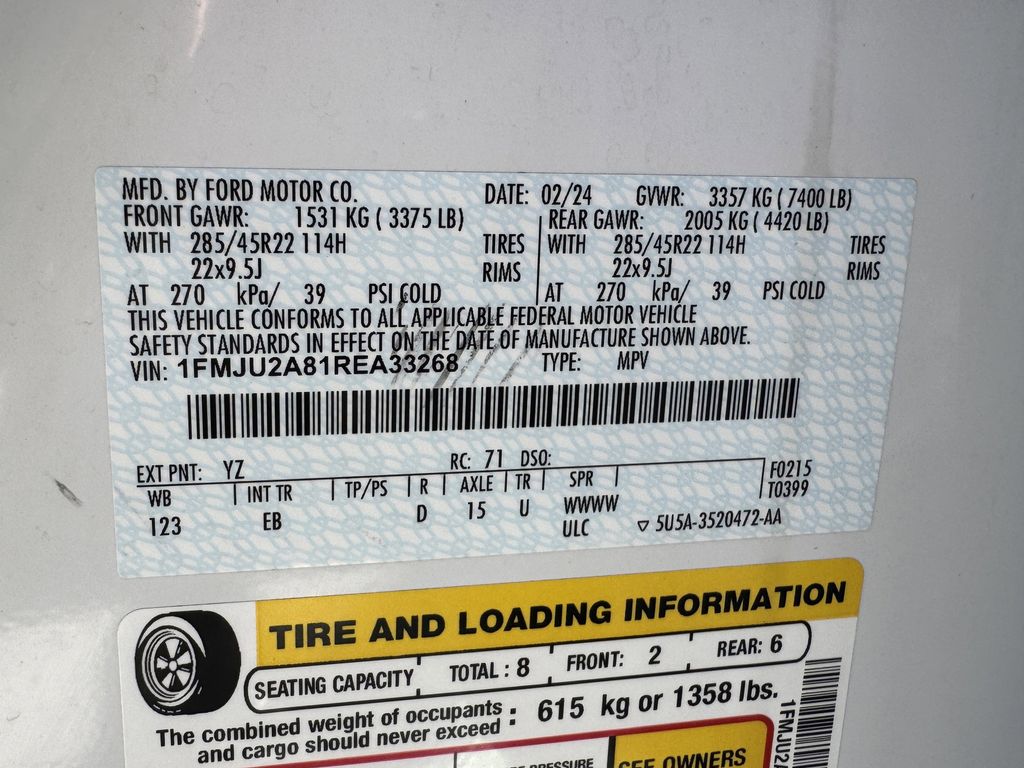 MFD. BY FORD MOTOR CO. DATE: 02/24 GVWR: 3357 KG ( 7400 LB)
FRONT GAWR: 1531 KG ( 3375 LB) REAR GAWR: 2005 KG ( 4420 LB)
WITH 285/45R22 114H TIRES WITH 285/45R22 114H TIRES
22x9.5J RIMS 22x9.5J RIMS
AT 270 kPa/ 39 PSI COLD AT 270 kPa/ 39 PSI COLD
THIS VEHICLE CONFORMS TO ALL APPLICABLE FEDERAL MOTOR VEHICLE
SAFETY STANDARDS IN EFFECT ON THE DATE OF MANUFACTURE SHOWN ABOVE.
VIN: 1FMJU2A81REA33268 TYPE: MPV
EXT PNT: YZ RC: 71 DSO:
WB INT TR TP/PS R AXLE TR SPR F0215
T0399
123 EB D 15 U WWWW
ULC 5U5A-3520472-AA
TIRE AND LOADING INFORMATION
SEATING CAPACITY TOTAL : 8 FRONT: 2 REAR: 6
The combined weight of occupants
and cargo should never exceed : 615 kg or 1358 lbs.
PRESSURE
SEE OWNERS
1FMJU2A